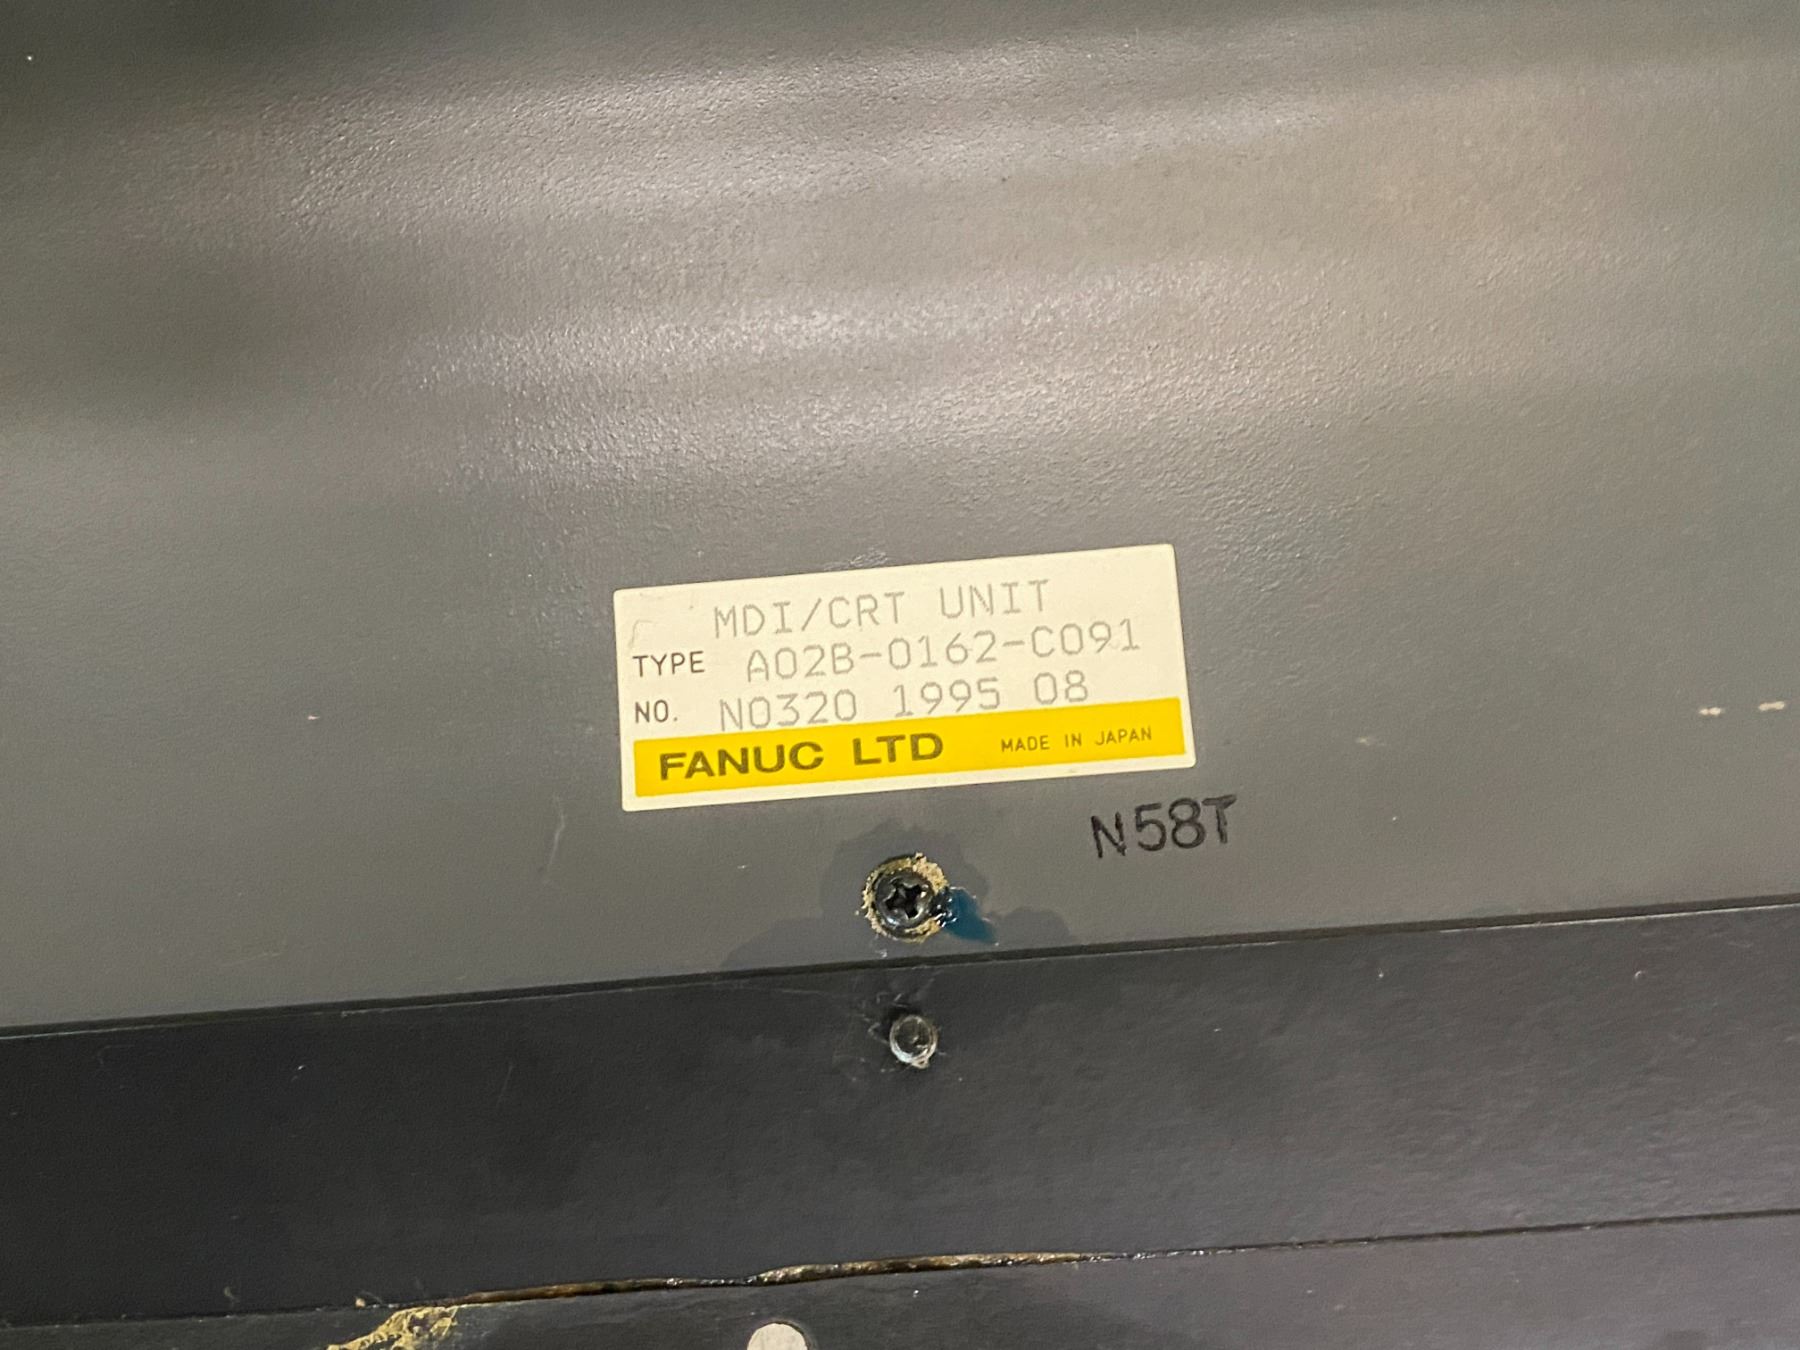 MDI/CRT UNIT
TYPE A02B-0162-C091
NO. N0320 1995 08
FANUC LTD MADE IN JAPAN
N58T